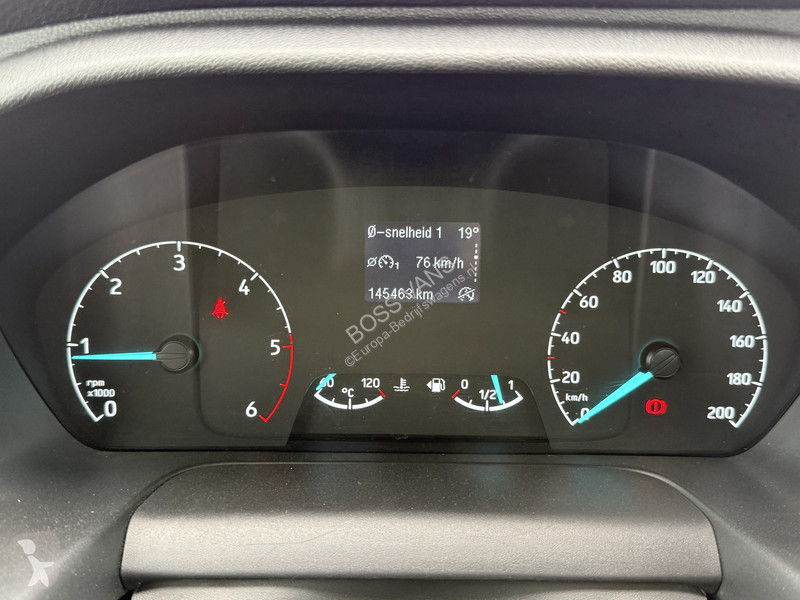 Ø-snelheid 1 19°
Ø 1 76 km/h
145463 km
BOSS VANS
©Europa-Bedrijfswagens.nl
0 1 2 3 4 5 6
rpm
x1000
60 120
°C
0 1/2 1
0 20 40 60 80 100 120 140 160 180 200
km/h